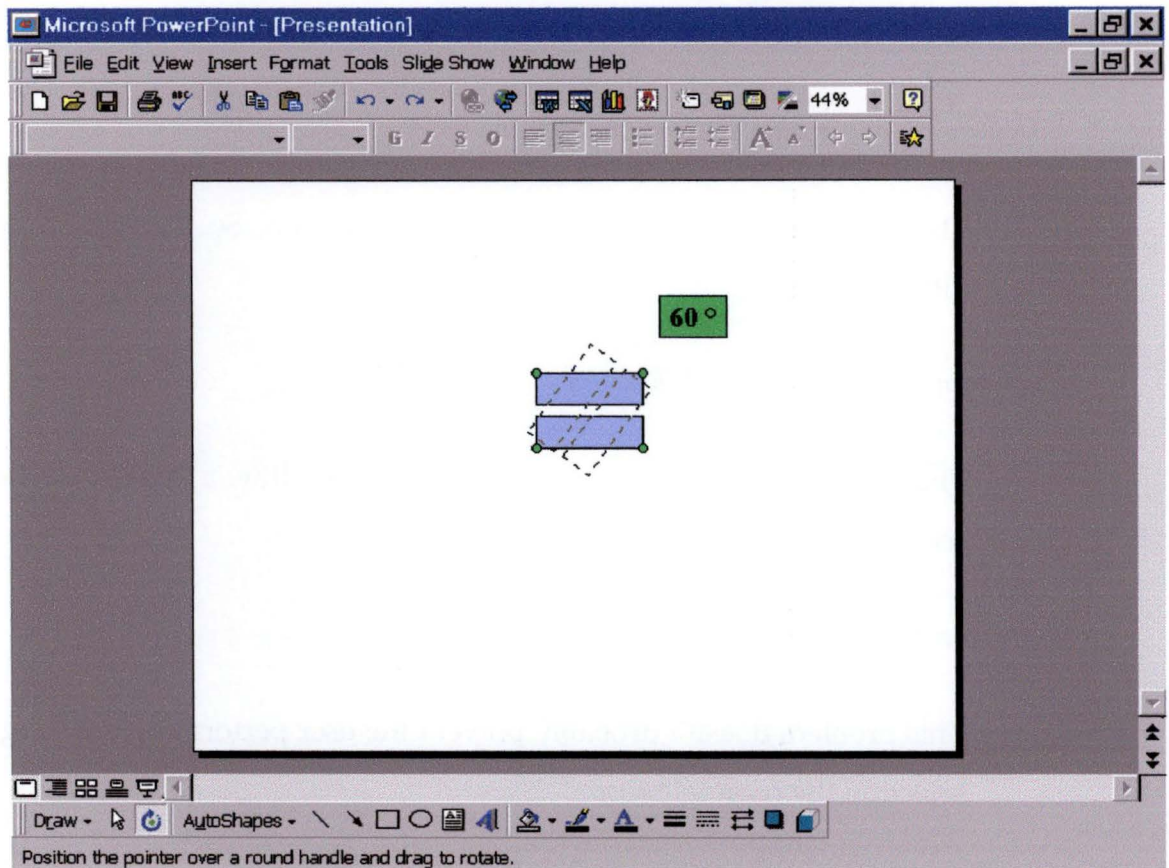 Microsoft PowerPoint - [Presentation]
File Edit View Insert Format Tools Slide Show Window Help
44%
G I S O
60 °
Draw AutoShapes
Position the pointer over a round handle and drag to rotate.